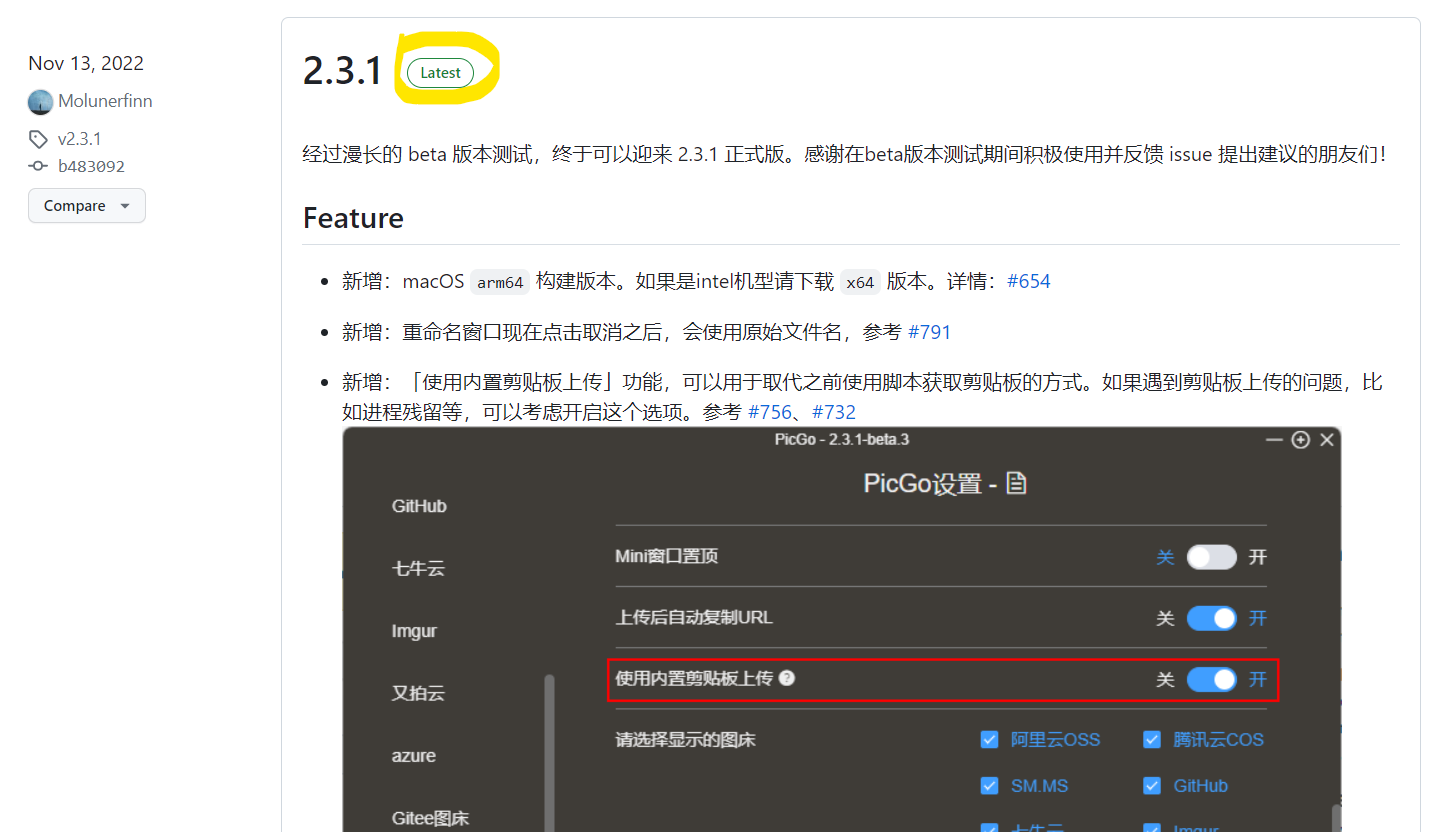 Nov 13, 2022
Molunerfinn
v2.3.1
b483092
Compare
2.3.1 Latest
经过漫长的 beta 版本测试，终于可以迎来 2.3.1 正式版。感谢在beta版本测试期间积极使用并反馈 issue 提出建议的朋友们！
Feature
新增：macOS arm64 构建版本。如果是intel机型请下载 x64 版本。详情：#654
新增：重命名窗口现在点击取消之后，会使用原始文件名，参考 #791
新增：「使用内置剪贴板上传」功能，可以用于取代之前使用脚本获取剪贴板的方式。如果遇到剪贴板上传的问题，比
如进程残留等，可以考虑开启这个选项。参考 #756、#732
PicGo - 2.3.1-beta.3
PicGo设置 -
GitHub
七牛云
Imgur
又拍云
azure
Gitee图床
Mini窗口置顶 关 开
上传后自动复制URL 关 开
使用内置剪贴板上传 关 开
请选择显示的图床 阿里云OSS 腾讯云COS
SM.MS GitHub
七牛云 Imgur